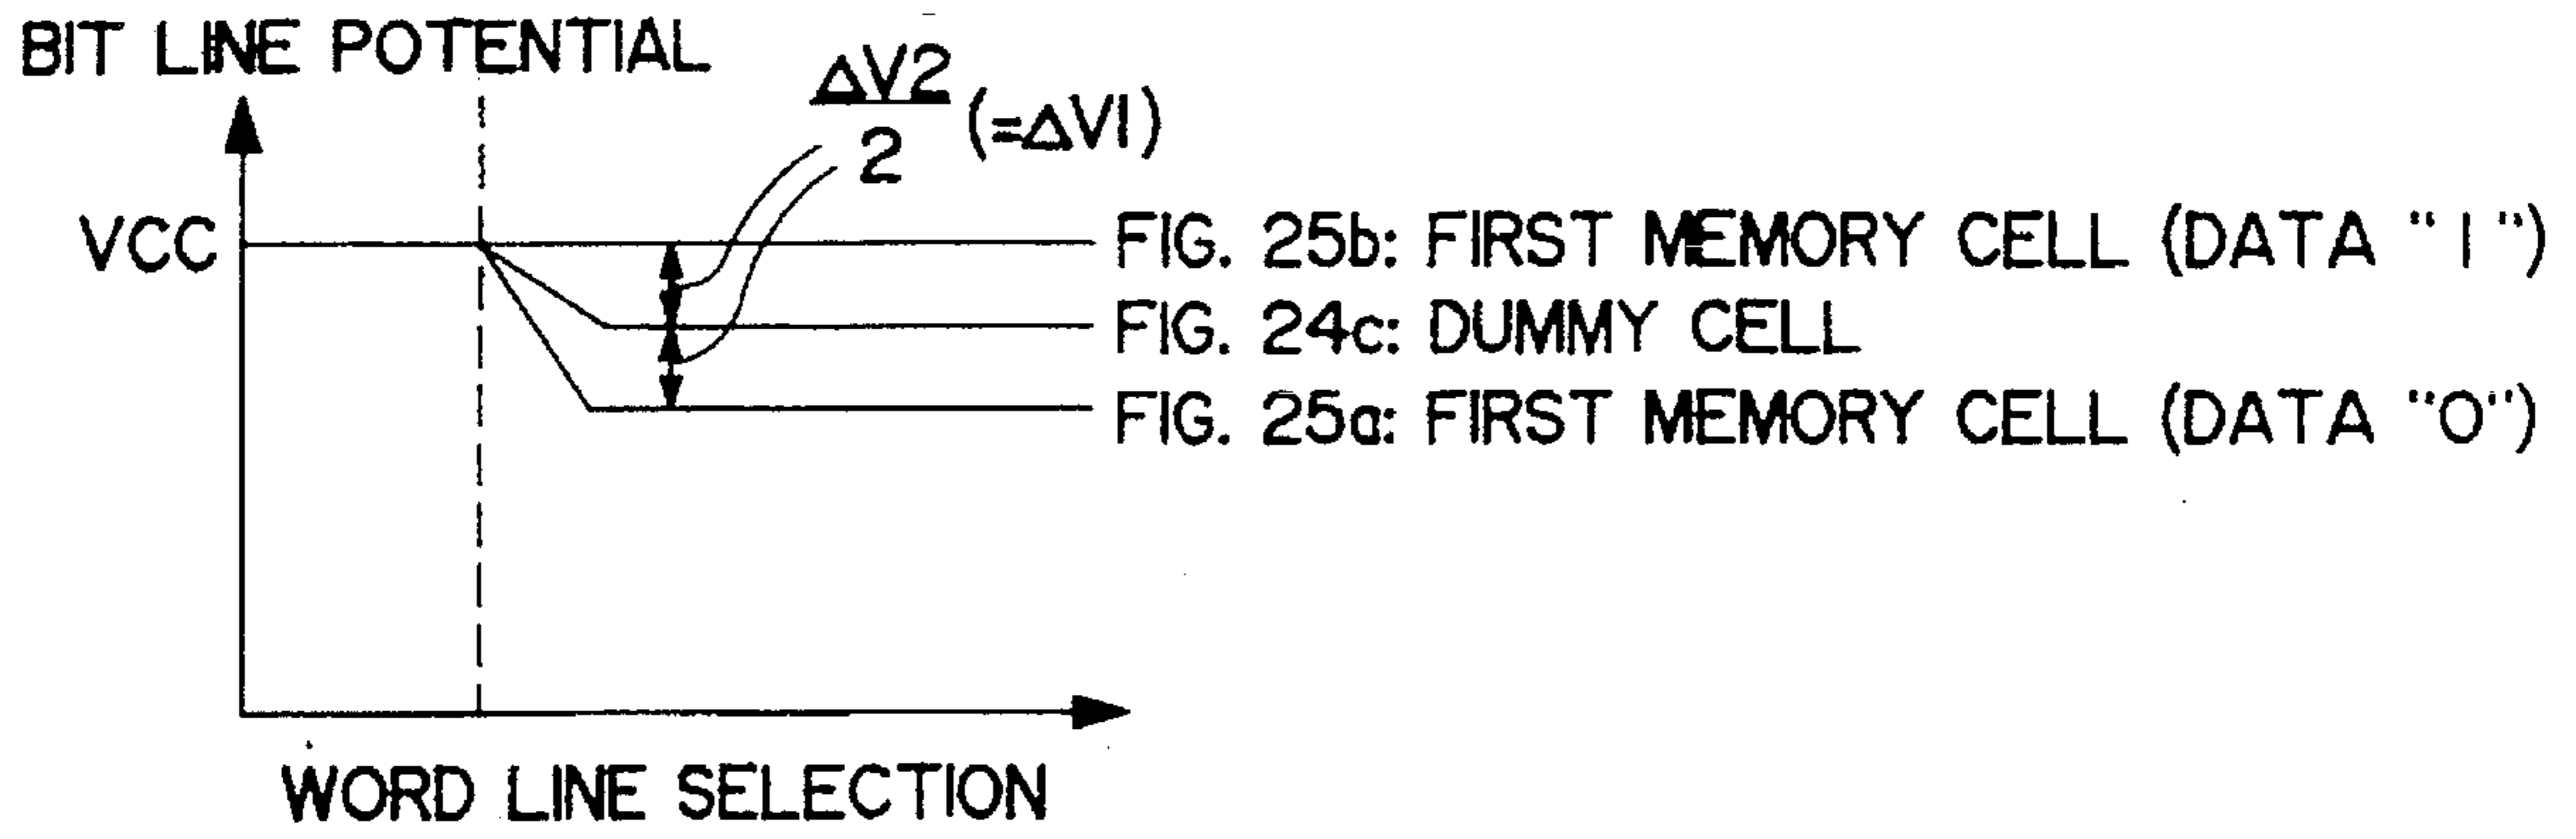 BIT LINE POTENTIAL
ΔV2
2
(=ΔV1)
VCC
FIG. 25b: FIRST MEMORY CELL (DATA "1")
FIG. 24c: DUMMY CELL
FIG. 25a: FIRST MEMORY CELL (DATA "0")
WORD LINE SELECTION